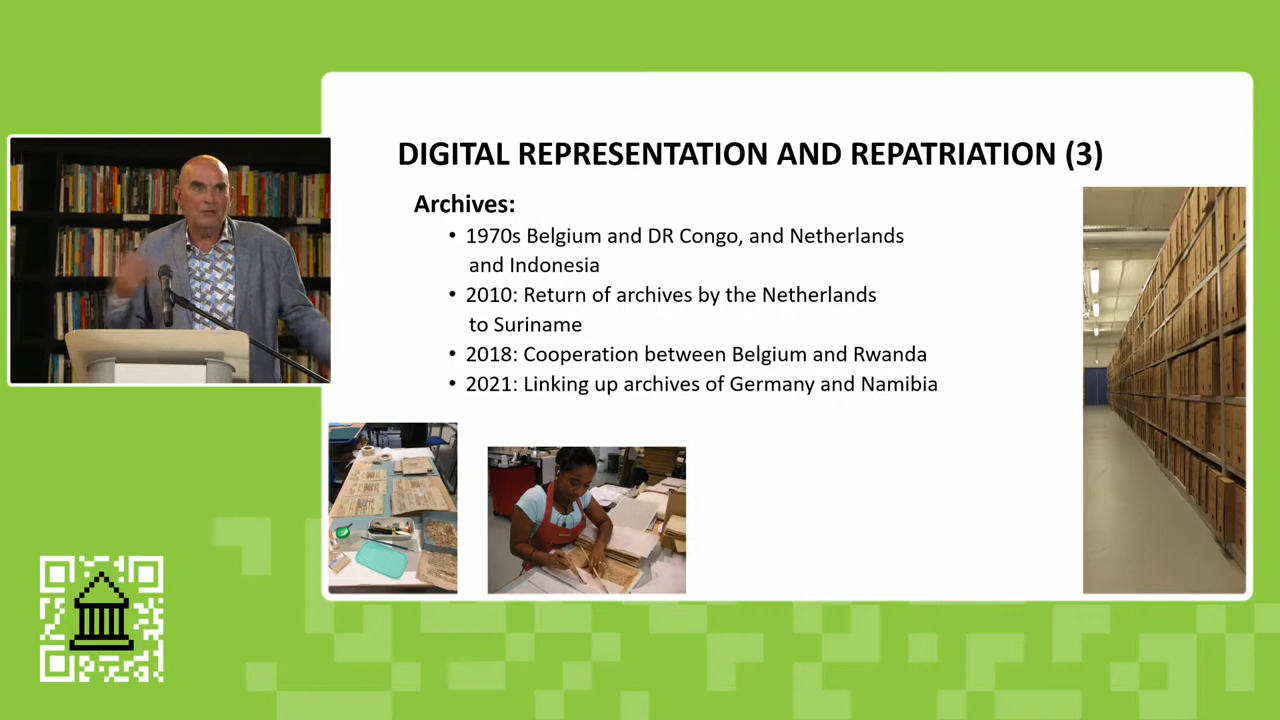 DIGITAL REPRESENTATION AND REPATRIATION (3)
Archives:
• 1970s Belgium and DR Congo, and Netherlands
and Indonesia
• 2010: Return of archives by the Netherlands
to Suriname
• 2018: Cooperation between Belgium and Rwanda
• 2021: Linking up archives of Germany and Namibia